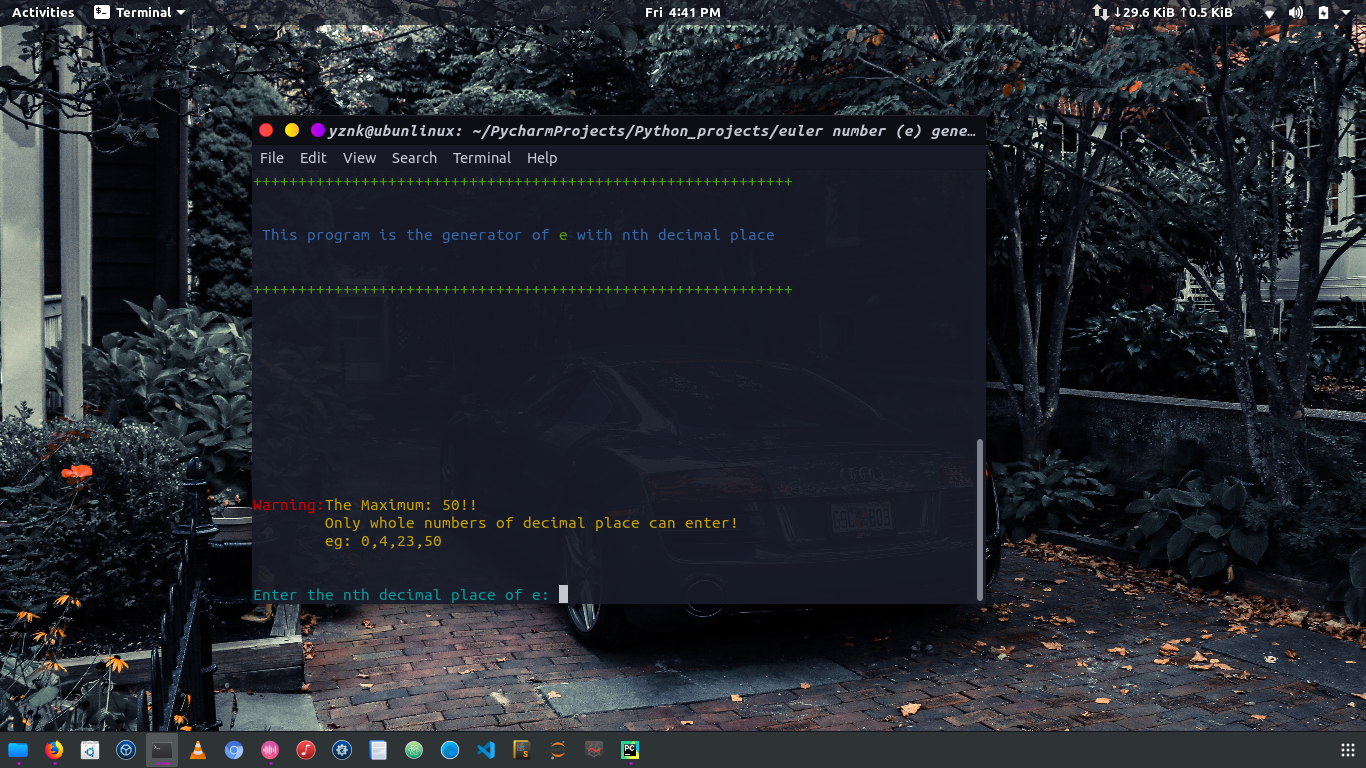 Activities Terminal Fri 4:41 PM ↓29.6 KiB ↑0.5 KiB
yznk@ubunlinux: ~/PycharmProjects/Python_projects/euler number (e) gene…
File Edit View Search Terminal Help
++++++++++++++++++++++++++++++++++++++++++++++++++++++++++++
This program is the generator of e with nth decimal place
++++++++++++++++++++++++++++++++++++++++++++++++++++++++++++
Warning:The Maximum: 50!!
Only whole numbers of decimal place can enter!
eg: 0,4,23,50
Enter the nth decimal place of e:
PC